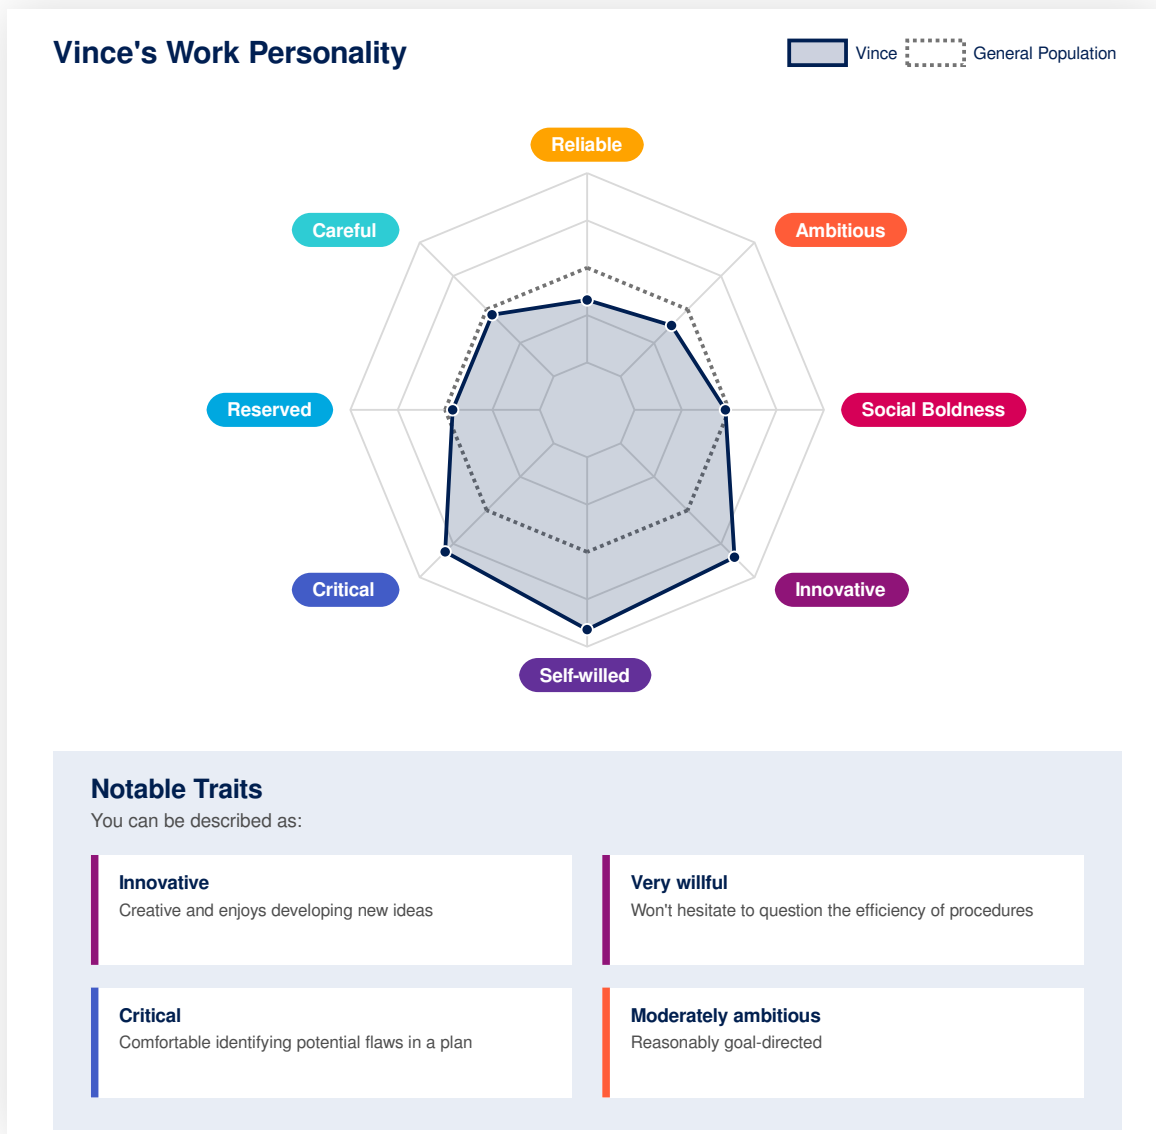 Vince's Work Personality
Vince
General Population
Reliable
Careful
Ambitious
Reserved
Social Boldness
Critical
Innovative
Self-willed
Notable Traits
You can be described as:
Innovative
Creative and enjoys developing new ideas
Very willful
Won't hesitate to question the efficiency of procedures
Critical
Comfortable identifying potential flaws in a plan
Moderately ambitious
Reasonably goal-directed